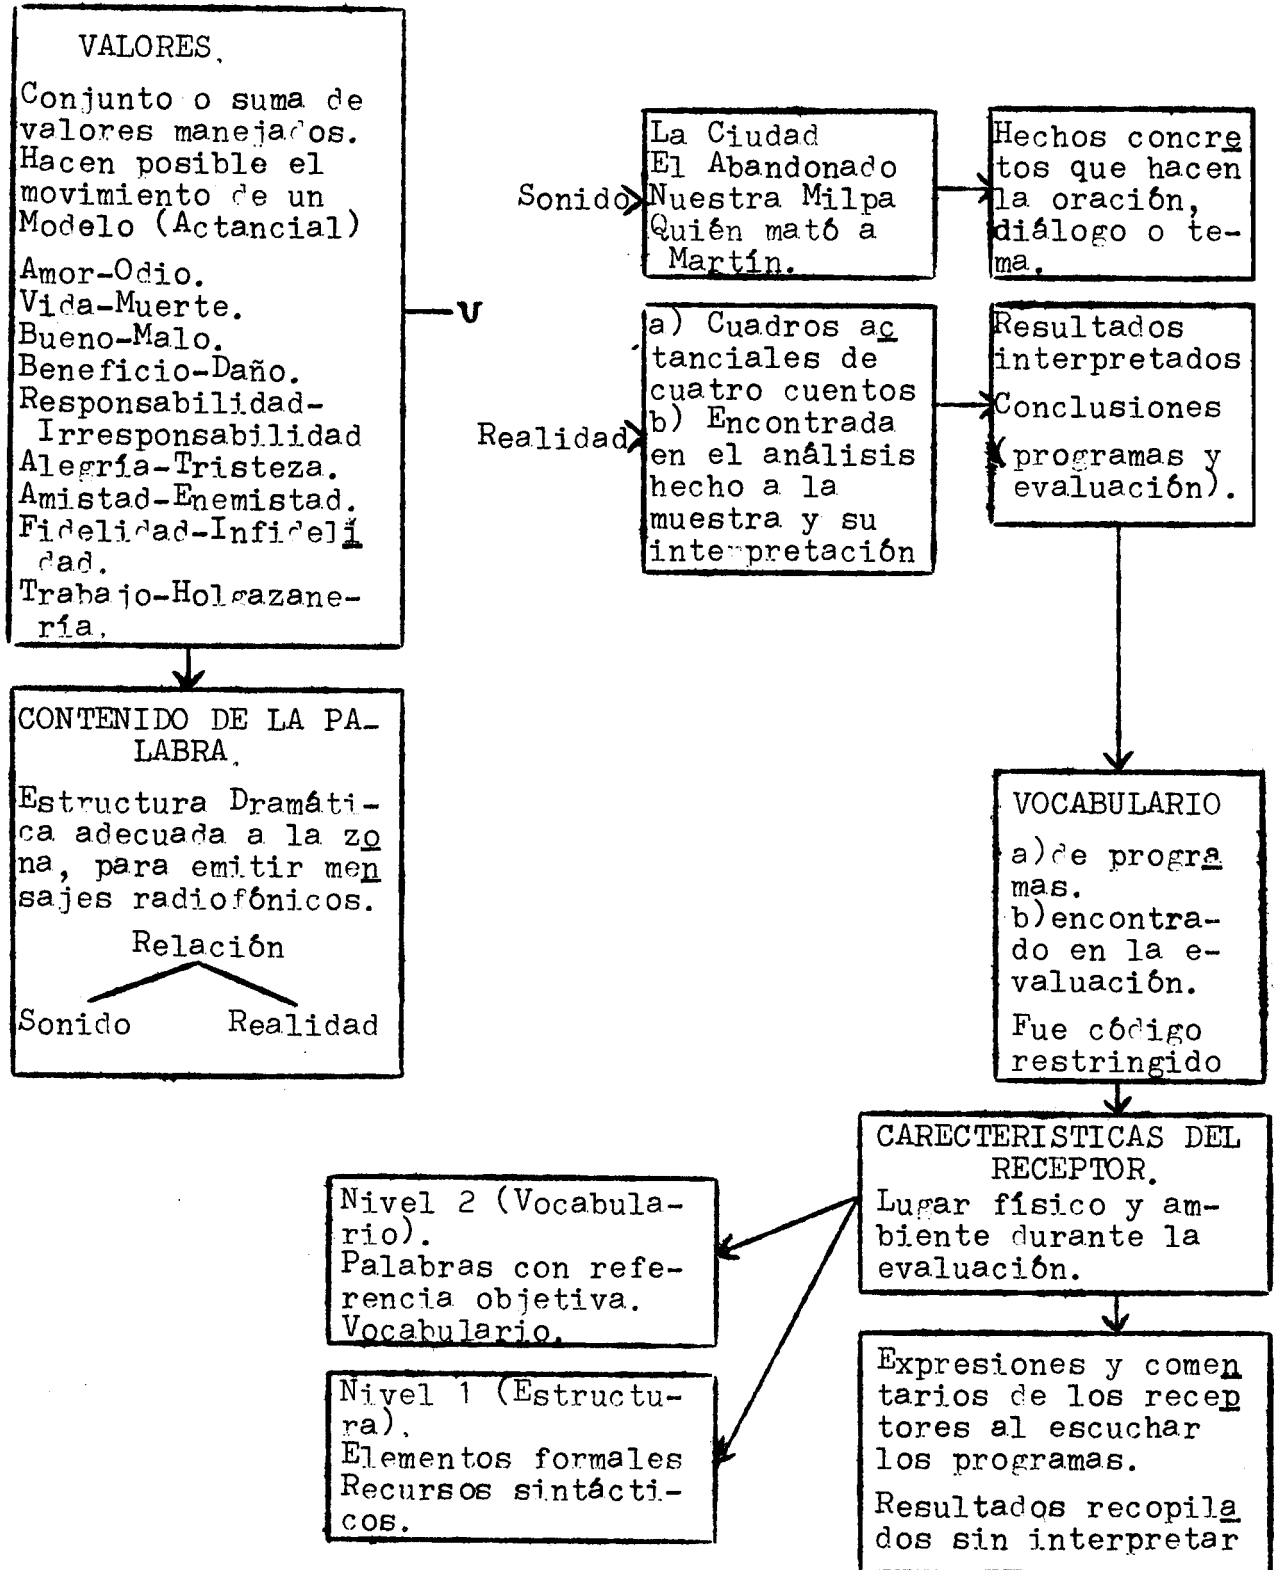 VALORES.
Conjunto o suma de
valores manejados.
Hacen posible el
movimiento de un
Modelo (Actancial)
Amor-Odio.
Vida-Muerte.
Bueno-Malo.
Beneficio-Daño.
Responsabilidad-
Irresponsabilidad
Alegría-Tristeza.
Amistad-Enemistad.
Fidelidad-Infideli
dad.
Trabajo-Holgazane-
ría.
U
CONTENIDO DE LA PA-
LABRA.
Estructura Dramáti-
ca adecuada a la zo
na, para emitir men
sajes radiofónicos.
Relación
Sonido Realidad
Sonido
La Ciudad
El Abandonado
Nuestra Milpa
Quién mató a
Martín.
Hechos concre
tos que hacen
la oración,
diálogo o te-
ma.
Realidad
a) Cuadros ac
tanciales de
cuatro cuentos
b) Encontrada
en el análisis
hecho a la
muestra y su
interpretación
Resultados
interpretados
Conclusiones
(programas y
evaluación).
VOCABULARIO
a)de progra
mas.
b)encontra-
do en la e-
valuación.
Fue código
restringido
CARECTERISTICAS DEL
RECEPTOR.
Lugar físico y am-
biente durante la
evaluación.
Nivel 2 (Vocabula-
rio).
Palabras con refe-
rencia objetiva.
Vocabulario.
Nivel 1 (Estructu-
ra).
Elementos formales
Recursos sintácti-
cos.
Expresiones y comen
tarios de los recep
tores al escuchar
los programas.
Resultados recopila
dos sin interpretar